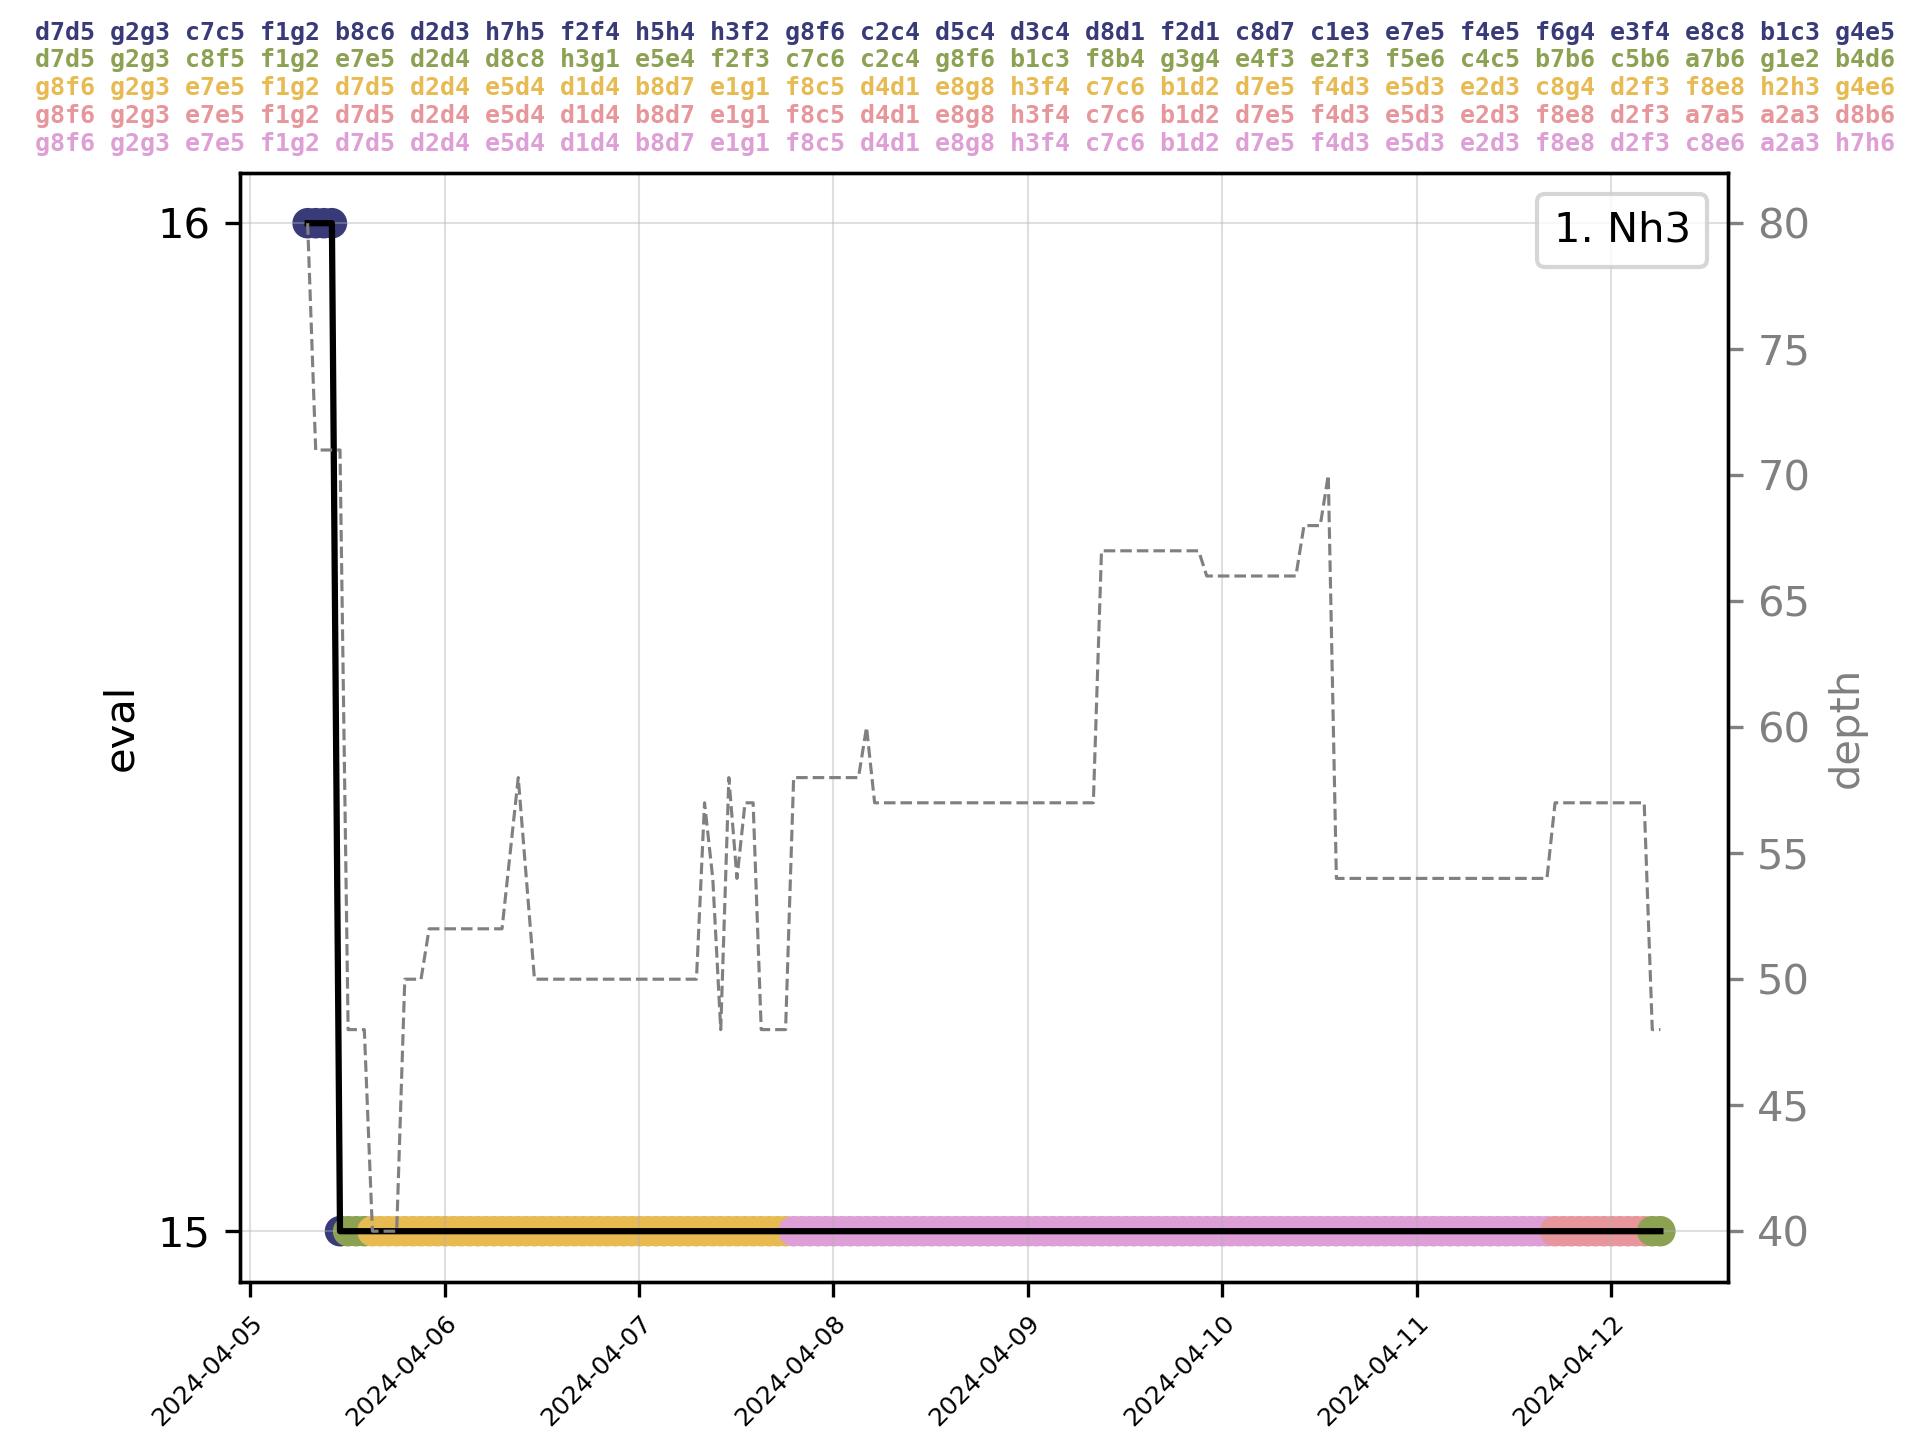 d7d5 g2g3 c7c5 f1g2 b8c6 d2d3 h7h5 f2f4 h5h4 h3f2 g8f6 c2c4 d5c4 d3c4 d8d1 f2d1 c8d7 c1e3 e7e5 f4e5 f6g4 e3f4 e8c8 b1c3 g4e5
d7d5 g2g3 c8f5 f1g2 e7e5 d2d4 d8c8 h3g1 e5e4 f2f3 c7c6 c2c4 g8f6 b1c3 f8b4 g3g4 e4f3 e2f3 f5e6 c4c5 b7b6 c5b6 a7b6 g1e2 b4d6
g8f6 g2g3 e7e5 f1g2 d7d5 d2d4 e5d4 d1d4 b8d7 e1g1 f8c5 d4d1 e8g8 h3f4 c7c6 b1d2 d7e5 f4d3 e5d3 e2d3 c8g4 d2f3 f8e8 h2h3 g4e6
g8f6 g2g3 e7e5 f1g2 d7d5 d2d4 e5d4 d1d4 b8d7 e1g1 f8c5 d4d1 e8g8 h3f4 c7c6 b1d2 d7e5 f4d3 e5d3 e2d3 f8e8 d2f3 a7a5 a2a3 d8b6
g8f6 g2g3 e7e5 f1g2 d7d5 d2d4 e5d4 d1d4 b8d7 e1g1 f8c5 d4d1 e8g8 h3f4 c7c6 b1d2 d7e5 f4d3 e5d3 e2d3 f8e8 d2f3 c8e6 a2a3 h7h6
1. Nh3
16
15
eval
80
75
70
65
60
55
50
45
40
depth
2024-04-05
2024-04-06
2024-04-07
2024-04-08
2024-04-09
2024-04-10
2024-04-11
2024-04-12